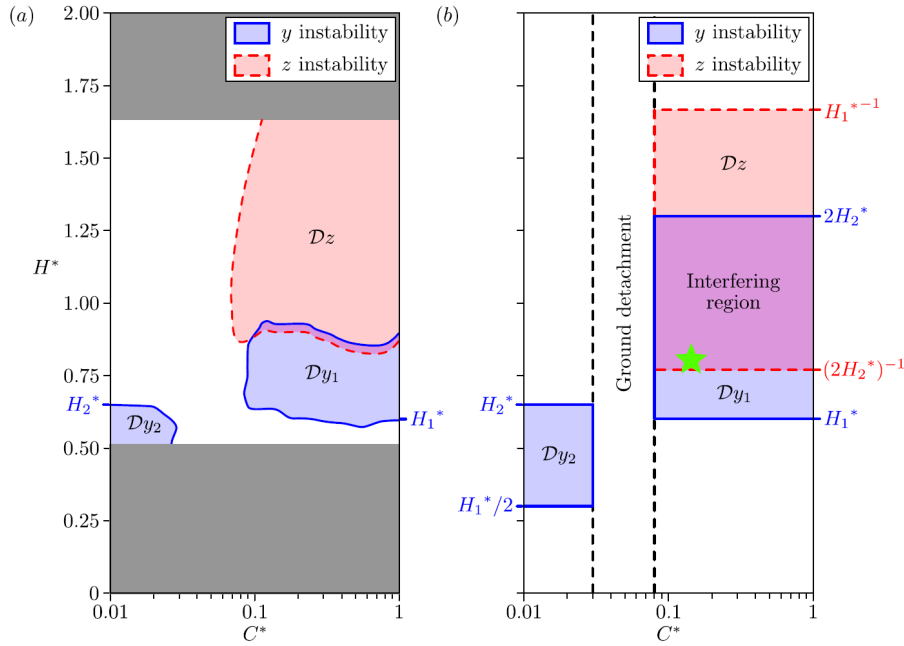 (a)
2.00
1.75
1.50
1.25
H*
1.00
0.75
H₂*
0.50
0.25
0
y instability
z instability
𝒟z
𝒟y₁
𝒟y₂
H₁*
0.01
0.1
1
C*
(b)
y instability
z instability
H₁*⁻¹
𝒟z
2H₂*
Ground detachment
Interfering
region
(2H₂*)⁻¹
𝒟y₁
H₁*
H₂*
𝒟y₂
H₁*/2
0.01
0.1
1
C*